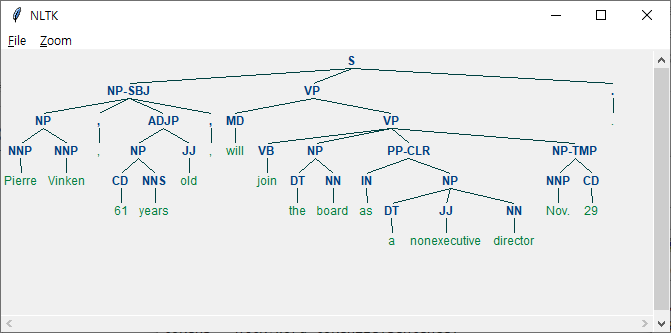 NLTK
File Zoom
S
NP-SBJ VP .
NP , ADJP , MD VP .
NNP NNP , NP JJ , will VB NP PP-CLR NP-TMP
Pierre Vinken CD NNS old join DT NN IN NP NNP CD
61 years the board as DT JJ NN Nov. 29
a nonexecutive director